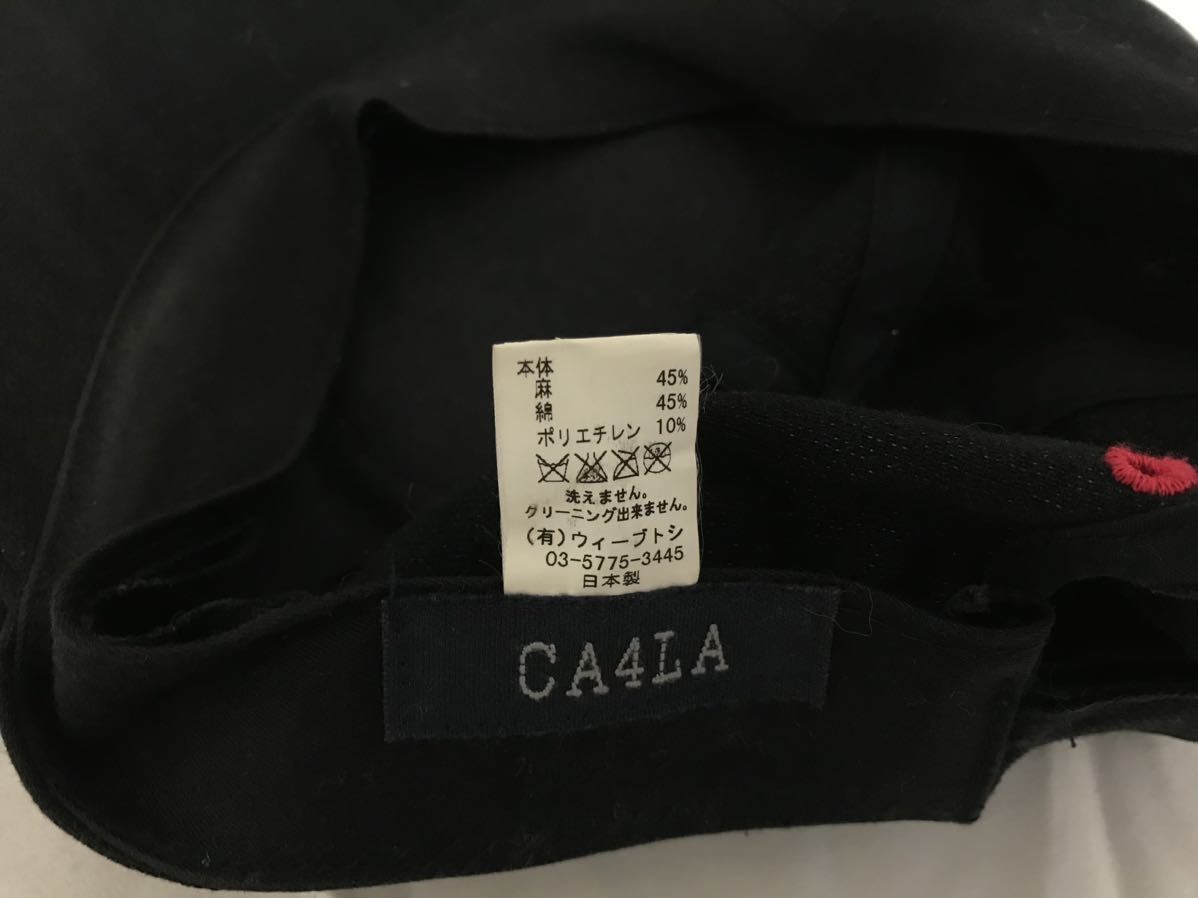 本体
麻 45%
綿 45%
ポリエチレン 10%
洗えません。
クリーニング出来ません。
(有)ウィーブトシ
03-5775-3445
日本製
CA4LA